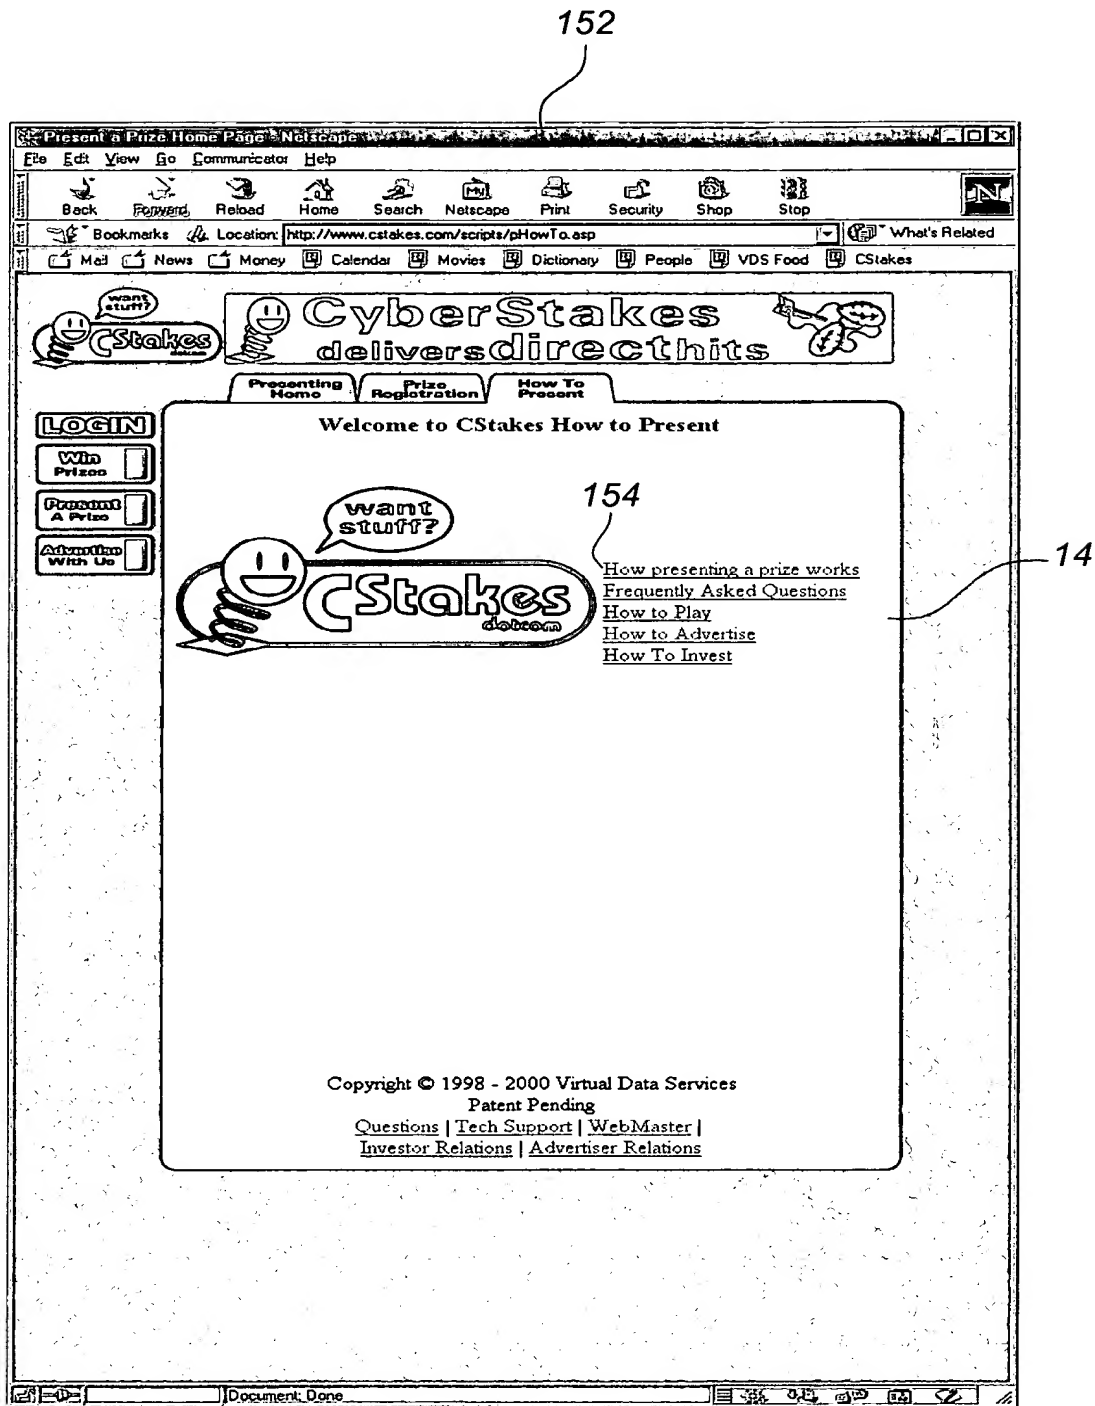 152
Present a Prize Home Page - Netscape
File Edit View Go Communicator Help
Back Forward Reload Home Search Netscape Print Security Shop Stop
N
Bookmarks Location: http://www.cstakes.com/scripts/pHowTo.asp What's Related
Mail News Money Calendar Movies Dictionary People VDS Food CStakes
want stuff?
CStakes
dotcom
CyberStakes
delivers direct hits
Presenting Home
Prize Registration
How To Present
LOGIN
Win Prizes
Present A Prize
Advertise With Us
Welcome to CStakes How to Present
want
stuff?
CStakes
dotcom
154
How presenting a prize works
Frequently Asked Questions
How to Play
How to Advertise
How To Invest
14
Copyright © 1998 - 2000 Virtual Data Services
Patent Pending
Questions | Tech Support | WebMaster |
Investor Relations | Advertiser Relations
Document: Done